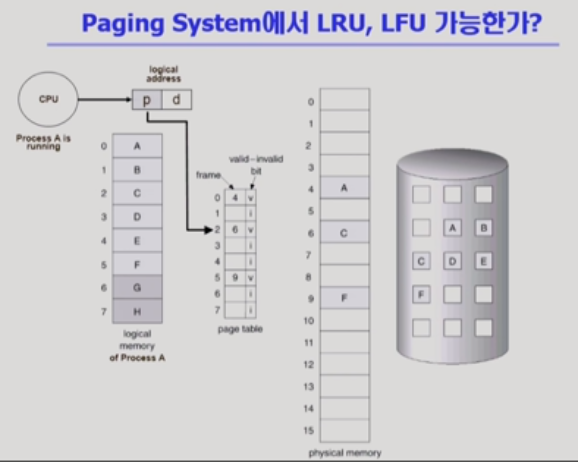 Paging System에서 LRU, LFU 가능한가?
logical
address
CPU
p d
Process A is
running
0 A
1 B
2 C
3 D
4 E
5 F
6 G
7 H
logical
memory
of Process A
valid–invalid
bit
frame
0 4 v
1 i
2 6 v
3 i
4 i
5 9 v
6 i
7 i
page table
0
1
2
3
4 A
5
6 C
7
8
9 F
10
11
12
13
14
15
physical memory
A B
C D E
F